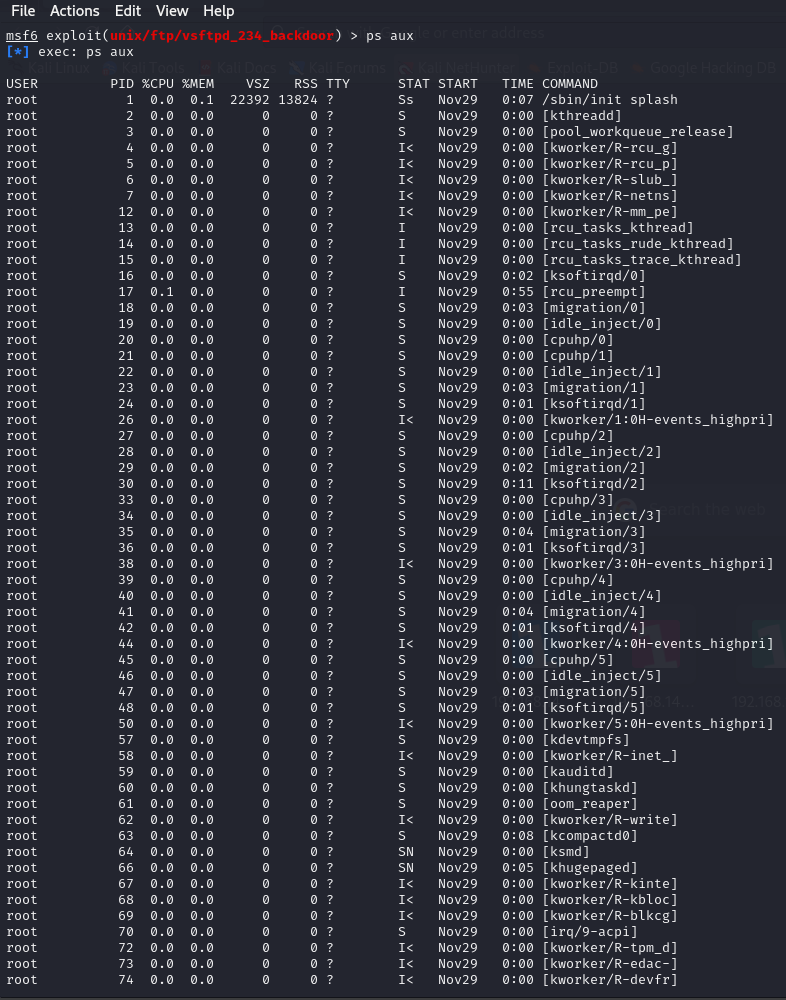 File Actions Edit View Help
msf6 exploit(unix/ftp/vsftpd_234_backdoor) > ps aux
[*] exec: ps aux
USER PID %CPU %MEM VSZ RSS TTY STAT START TIME COMMAND
root 1 0.0 0.1 22392 13824 ? Ss Nov29 0:07 /sbin/init splash
root 2 0.0 0.0 0 0 ? S Nov29 0:00 [kthreadd]
root 3 0.0 0.0 0 0 ? S Nov29 0:00 [pool_workqueue_release]
root 4 0.0 0.0 0 0 ? I< Nov29 0:00 [kworker/R-rcu_g]
root 5 0.0 0.0 0 0 ? I< Nov29 0:00 [kworker/R-rcu_p]
root 6 0.0 0.0 0 0 ? I< Nov29 0:00 [kworker/R-slub_]
root 7 0.0 0.0 0 0 ? I< Nov29 0:00 [kworker/R-netns]
root 12 0.0 0.0 0 0 ? I< Nov29 0:00 [kworker/R-mm_pe]
root 13 0.0 0.0 0 0 ? I Nov29 0:00 [rcu_tasks_kthread]
root 14 0.0 0.0 0 0 ? I Nov29 0:00 [rcu_tasks_rude_kthread]
root 15 0.0 0.0 0 0 ? I Nov29 0:00 [rcu_tasks_trace_kthread]
root 16 0.0 0.0 0 0 ? S Nov29 0:02 [ksoftirqd/0]
root 17 0.1 0.0 0 0 ? I Nov29 0:55 [rcu_preempt]
root 18 0.0 0.0 0 0 ? S Nov29 0:03 [migration/0]
root 19 0.0 0.0 0 0 ? S Nov29 0:00 [idle_inject/0]
root 20 0.0 0.0 0 0 ? S Nov29 0:00 [cpuhp/0]
root 21 0.0 0.0 0 0 ? S Nov29 0:00 [cpuhp/1]
root 22 0.0 0.0 0 0 ? S Nov29 0:00 [idle_inject/1]
root 23 0.0 0.0 0 0 ? S Nov29 0:03 [migration/1]
root 24 0.0 0.0 0 0 ? S Nov29 0:01 [ksoftirqd/1]
root 26 0.0 0.0 0 0 ? I< Nov29 0:00 [kworker/1:0H-events_highpri]
root 27 0.0 0.0 0 0 ? S Nov29 0:00 [cpuhp/2]
root 28 0.0 0.0 0 0 ? S Nov29 0:00 [idle_inject/2]
root 29 0.0 0.0 0 0 ? S Nov29 0:02 [migration/2]
root 30 0.0 0.0 0 0 ? S Nov29 0:11 [ksoftirqd/2]
root 33 0.0 0.0 0 0 ? S Nov29 0:00 [cpuhp/3]
root 34 0.0 0.0 0 0 ? S Nov29 0:00 [idle_inject/3]
root 35 0.0 0.0 0 0 ? S Nov29 0:04 [migration/3]
root 36 0.0 0.0 0 0 ? S Nov29 0:01 [ksoftirqd/3]
root 38 0.0 0.0 0 0 ? I< Nov29 0:00 [kworker/3:0H-events_highpri]
root 39 0.0 0.0 0 0 ? S Nov29 0:00 [cpuhp/4]
root 40 0.0 0.0 0 0 ? S Nov29 0:00 [idle_inject/4]
root 41 0.0 0.0 0 0 ? S Nov29 0:04 [migration/4]
root 42 0.0 0.0 0 0 ? S Nov29 0:01 [ksoftirqd/4]
root 44 0.0 0.0 0 0 ? I< Nov29 0:00 [kworker/4:0H-events_highpri]
root 45 0.0 0.0 0 0 ? S Nov29 0:00 [cpuhp/5]
root 46 0.0 0.0 0 0 ? S Nov29 0:00 [idle_inject/5]
root 47 0.0 0.0 0 0 ? S Nov29 0:03 [migration/5]
root 48 0.0 0.0 0 0 ? S Nov29 0:01 [ksoftirqd/5]
root 50 0.0 0.0 0 0 ? I< Nov29 0:00 [kworker/5:0H-events_highpri]
root 57 0.0 0.0 0 0 ? S Nov29 0:00 [kdevtmpfs]
root 58 0.0 0.0 0 0 ? I< Nov29 0:00 [kworker/R-inet_]
root 59 0.0 0.0 0 0 ? S Nov29 0:00 [kauditd]
root 60 0.0 0.0 0 0 ? S Nov29 0:00 [khungtaskd]
root 61 0.0 0.0 0 0 ? S Nov29 0:00 [oom_reaper]
root 62 0.0 0.0 0 0 ? I< Nov29 0:00 [kworker/R-write]
root 63 0.0 0.0 0 0 ? S Nov29 0:08 [kcompactd0]
root 64 0.0 0.0 0 0 ? SN Nov29 0:00 [ksmd]
root 66 0.0 0.0 0 0 ? SN Nov29 0:05 [khugepaged]
root 67 0.0 0.0 0 0 ? I< Nov29 0:00 [kworker/R-kinte]
root 68 0.0 0.0 0 0 ? I< Nov29 0:00 [kworker/R-kbloc]
root 69 0.0 0.0 0 0 ? I< Nov29 0:00 [kworker/R-blkcg]
root 70 0.0 0.0 0 0 ? S Nov29 0:00 [irq/9-acpi]
root 72 0.0 0.0 0 0 ? I< Nov29 0:00 [kworker/R-tpm_d]
root 73 0.0 0.0 0 0 ? I< Nov29 0:00 [kworker/R-edac-]
root 74 0.0 0.0 0 0 ? I< Nov29 0:00 [kworker/R-devfr]